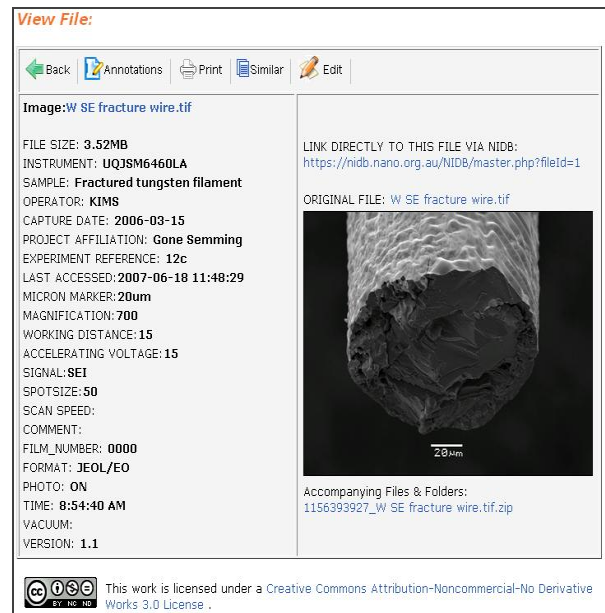 View File:
Back Annotations Print Similar Edit
Image:W SE fracture wire.tif
FILE SIZE: 3.52MB
INSTRUMENT: UQJSM6460LA
SAMPLE: Fractured tungsten filament
OPERATOR: KIMS
CAPTURE DATE: 2006-03-15
PROJECT AFFILIATION: Gone Semming
EXPERIMENT REFERENCE: 12c
LAST ACCESSED:2007-06-18 11:48:29
MICRON MARKER:20um
MAGNIFICATION:700
WORKING DISTANCE:15
ACCELERATING VOLTAGE:15
SIGNAL:SEI
SPOTSIZE:50
SCAN SPEED:
COMMENT:
FILM_NUMBER: 0000
FORMAT: JEOL/EO
PHOTO: ON
TIME: 8:54:40 AM
VACUUM:
VERSION: 1.1
LINK DIRECTLY TO THIS FILE VIA NIDB:
https://nidb.nano.org.au/NIDB/master.php?fileId=1
ORIGINAL FILE: W SE fracture wire.tif
20μm
Accompanying Files & Folders:
1156393927_W SE fracture wire.tif.zip
cc BY NC ND
This work is licensed under a Creative Commons Attribution-Noncommercial-No Derivative
Works 3.0 License .